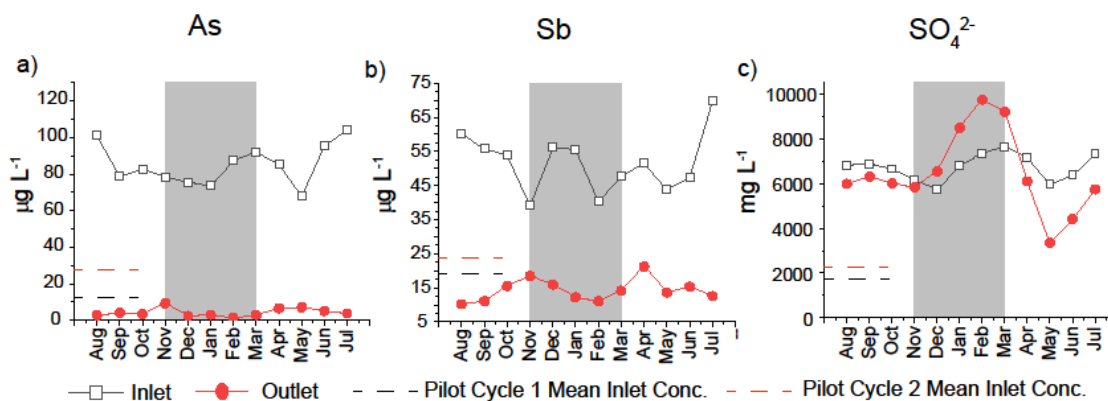 As Sb SO₄²⁻
a) b) c)
120
100
80
60
40
20
0
µg L⁻¹
Aug Sep Oct Nov Dec Jan Feb Mar Apr May Jun Jul
75
65
55
45
35
25
15
5
µg L⁻¹
Aug Sep Oct Nov Dec Jan Feb Mar Apr May Jun Jul
10000
8000
6000
4000
2000
0
mg L⁻¹
Aug Sep Oct Nov Dec Jan Feb Mar Apr May Jun Jul
Inlet Outlet Pilot Cycle 1 Mean Inlet Conc. Pilot Cycle 2 Mean Inlet Conc.